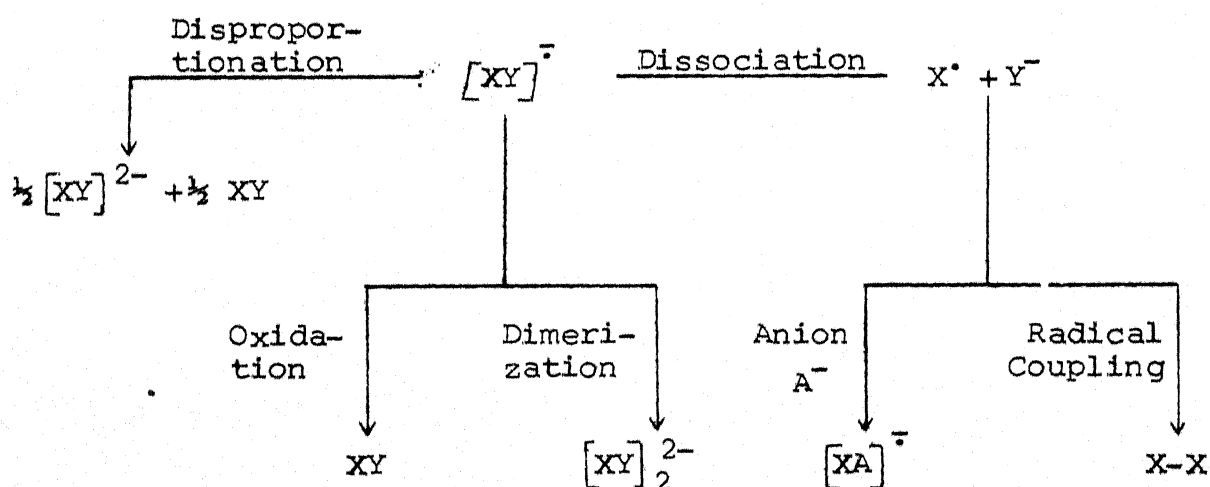 Dispropor-
tionation
[XY]⨪ Dissociation X• + Y⁻
½[XY]²⁻ +½ XY
Oxida-
tion
Dimeri-
zation
Anion
A⁻
Radical
Coupling
XY
[XY]₂²⁻
[XA]⨪
X-X